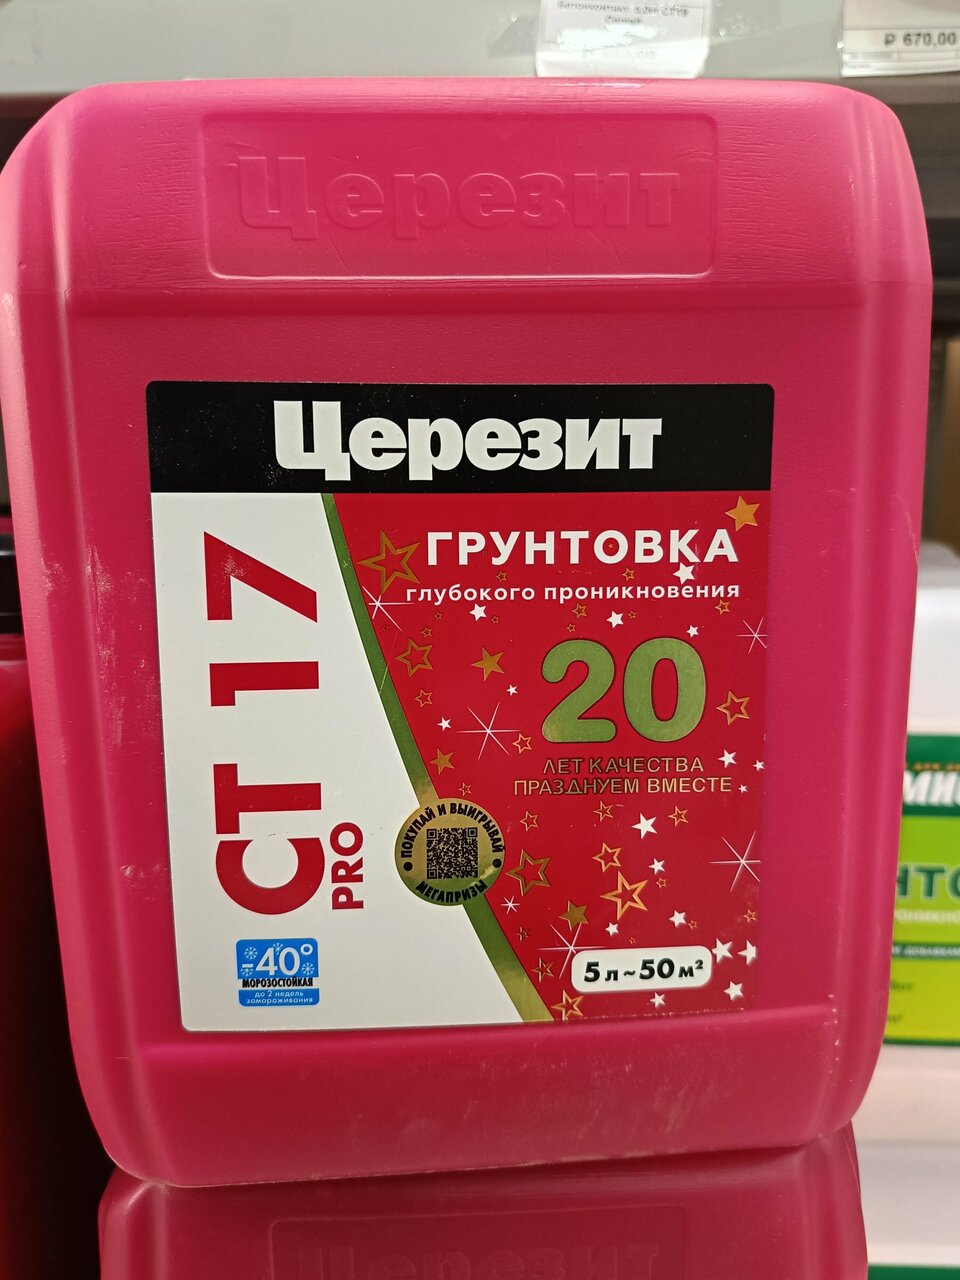 ₽ 670,00
Церезит
Церезит
ГРУНТОВКА
глубокого проникновения
20
ЛЕТ КАЧЕСТВА
ПРАЗДНУЕМ ВМЕСТЕ
CT 17
PRO
ПОКУПАЙ И ВЫИГРЫВАЙ
МЕГАПРИЗЫ
-40°
МОРОЗОСТОЙКАЯ
до 2 недель
замораживания
5 л ~ 50 м²
Церезит